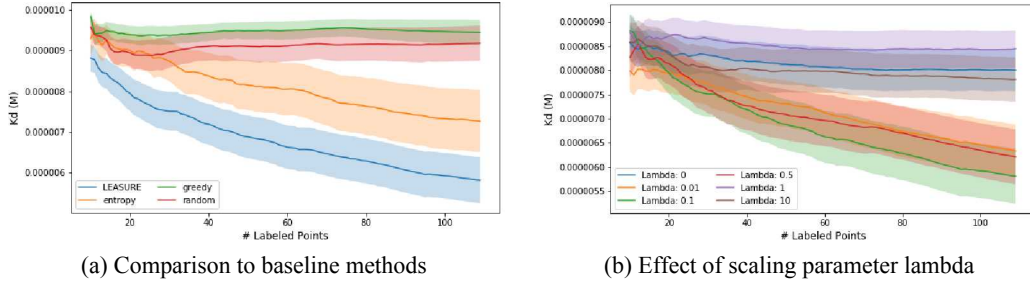 0.000010
0.000009
0.000008
0.000007
0.000006
Kd (M)
LEASURE
entropy
greedy
random
20
40
60
80
100
# Labeled Points
(a) Comparison to baseline methods
0.0000090
0.0000085
0.0000080
0.0000075
0.0000070
0.0000065
0.0000060
0.0000055
Kd (M)
Lambda: 0
Lambda: 0.01
Lambda: 0.1
Lambda: 0.5
Lambda: 1
Lambda: 10
20
40
60
80
100
# Labeled Points
(b) Effect of scaling parameter lambda